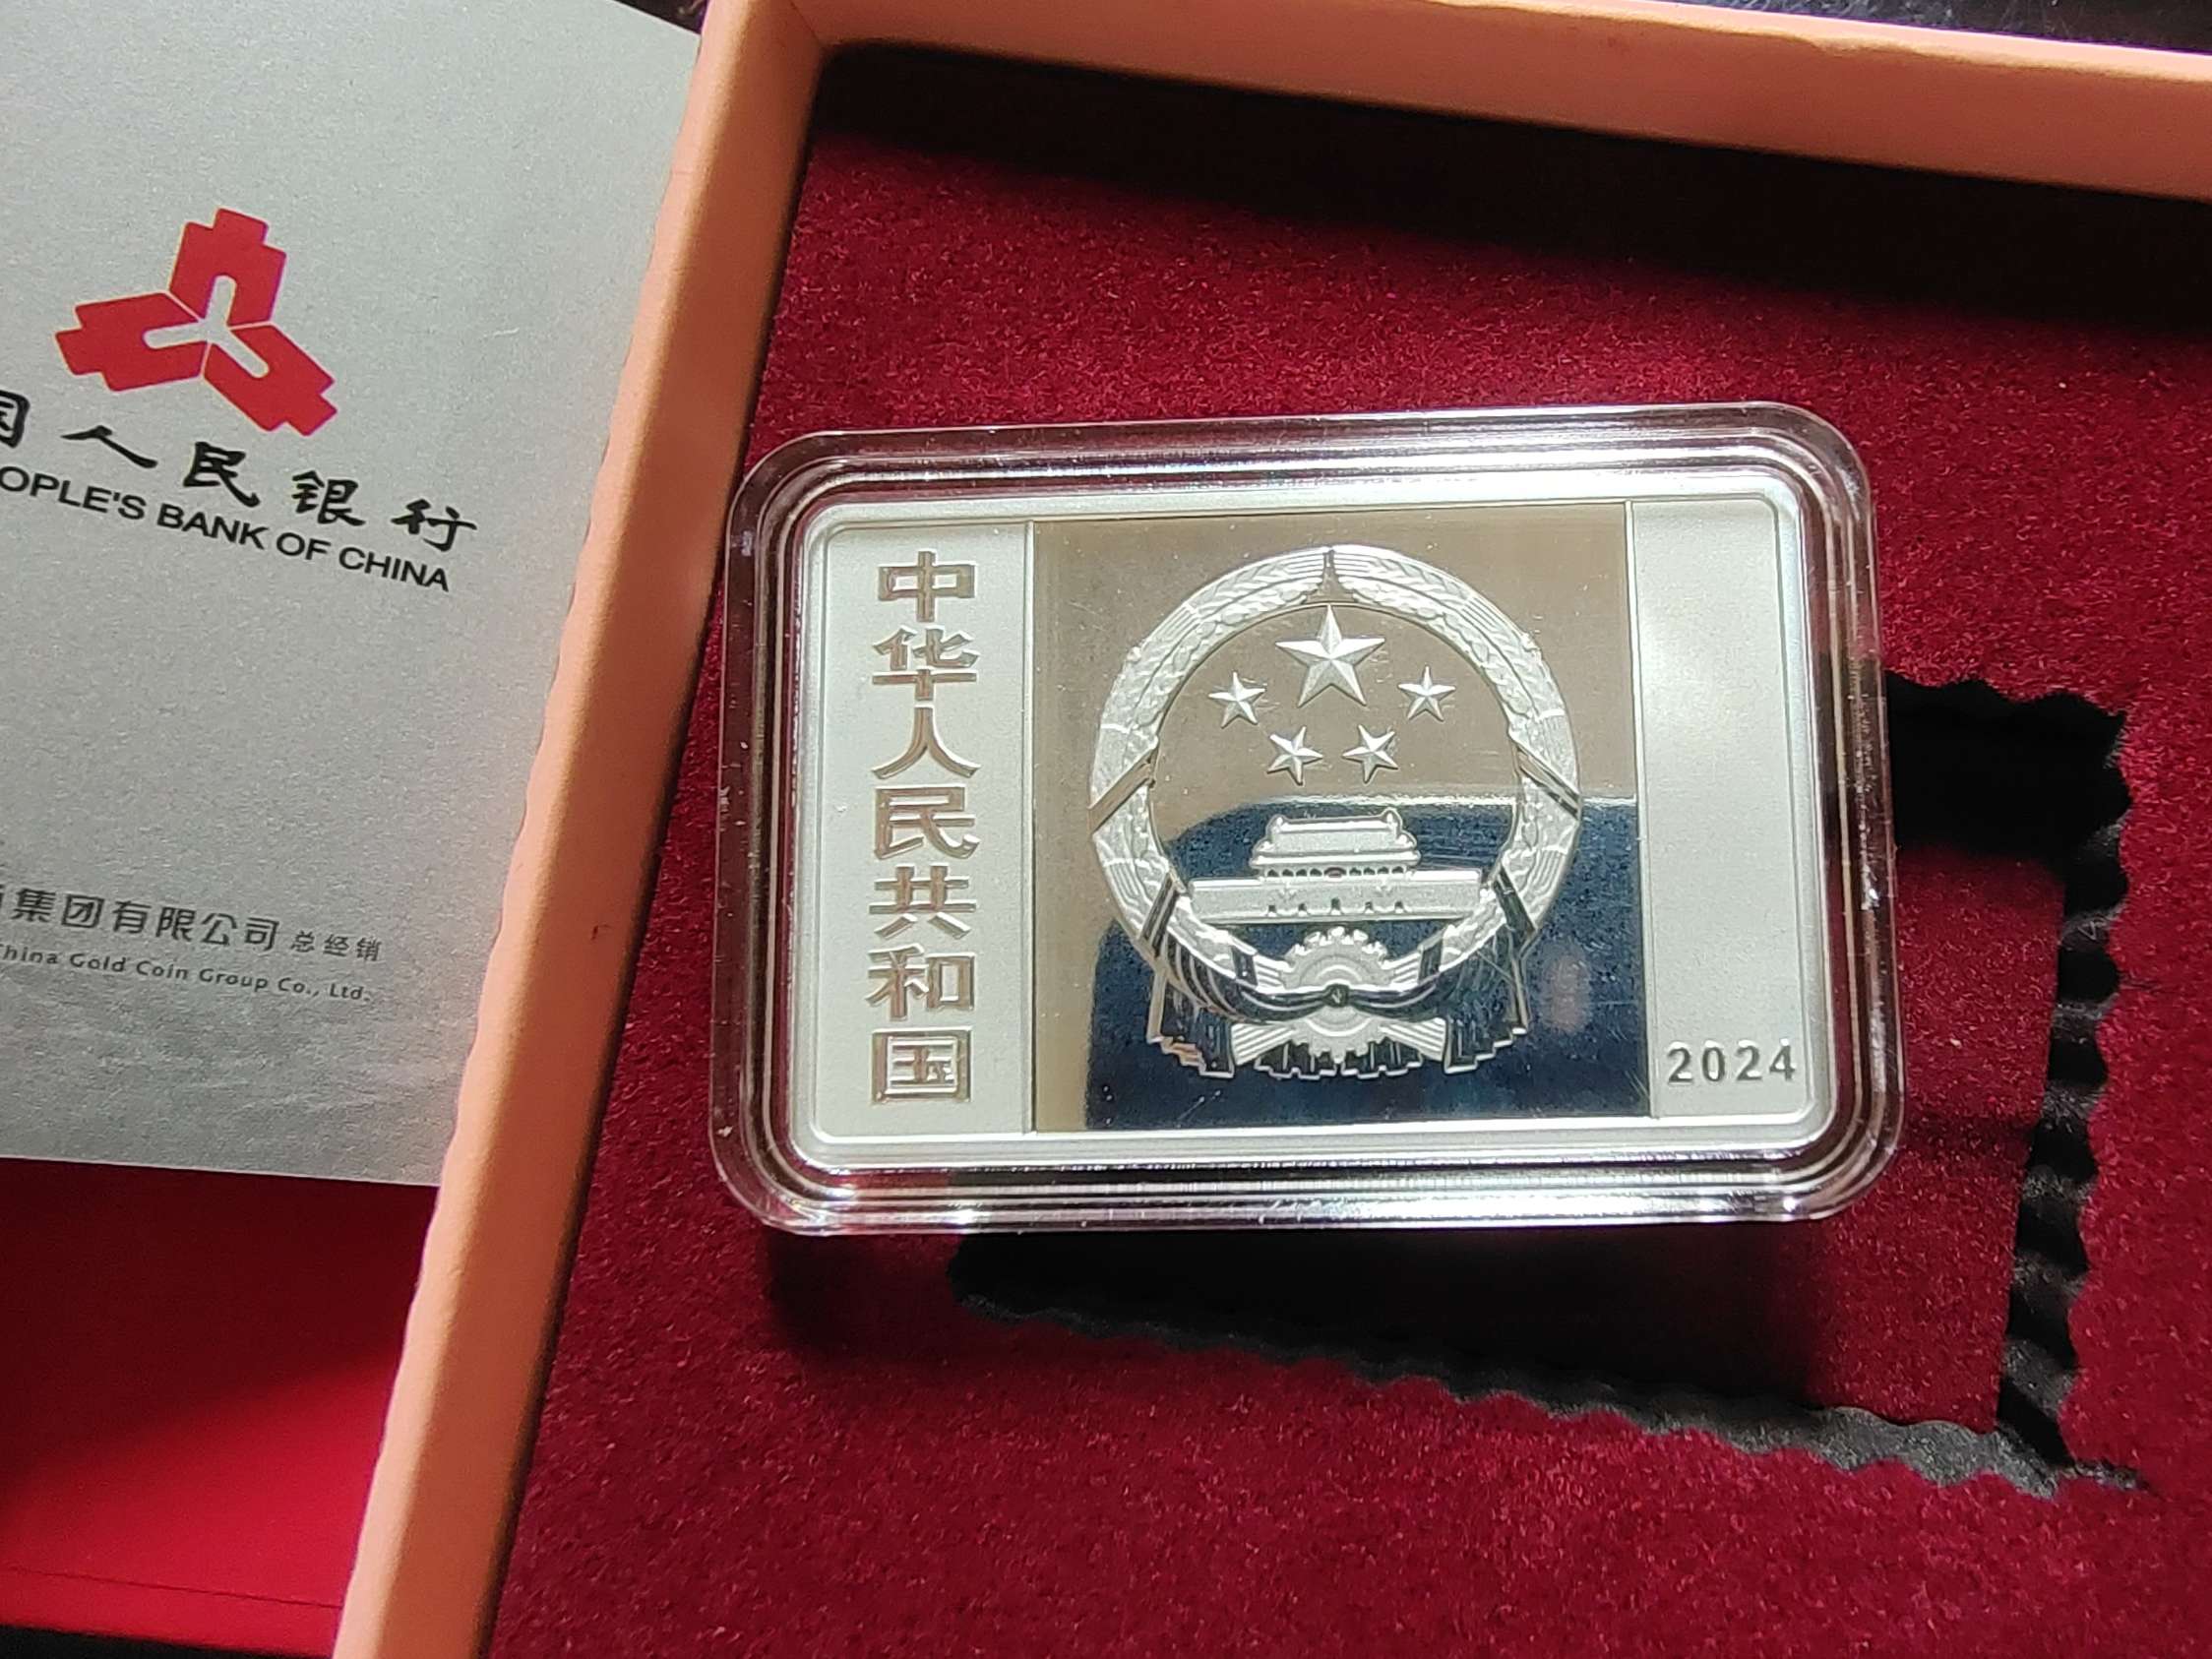 国人民银行
OPLE'S BANK OF CHINA
集团有限公司 总经销
China Gold Coin Group Co., Ltd.
中华人民共和国
2024